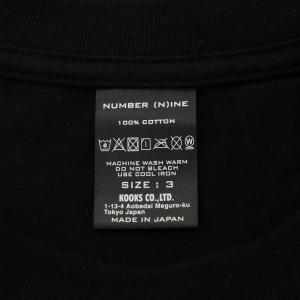 NUMBER (N)INE
100% COTTON
MACHINE WASH WARM
DO NOT BLEACH
USE COOL IRON
SIZE : 3
KOOKS CO.,LTD.
1-13-4 Aobadai Meguro-ku
Tokyo Japan
MADE IN JAPAN